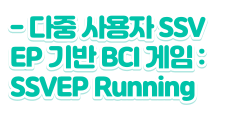 - 다중 사용자 SSV
EP 기반 BCI 게임 :
SSVEP Running